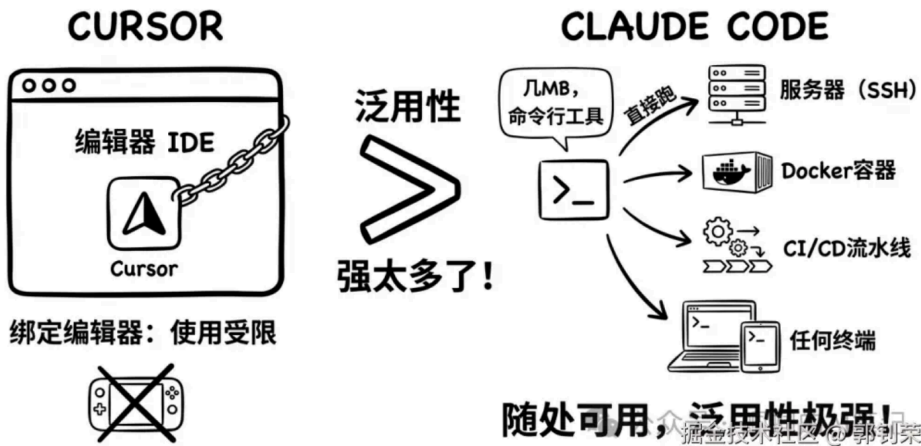 CURSOR
编辑器 IDE
Cursor
绑定编辑器：使用受限
泛用性
强太多了！
CLAUDE CODE
几MB，
命令行工具
直接跑
服务器（SSH）
Docker容器
CI/CD流水线
任何终端
随处可用，泛用性极强！
掘金技术社区 @ 郭钊荣